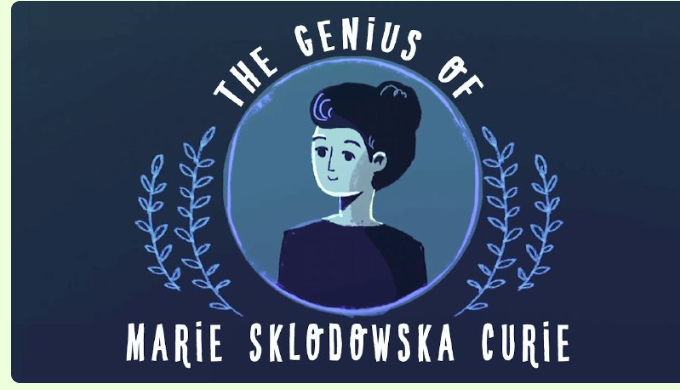 THE GENiUS OF
MARiE SKLODOWSKA CURiE